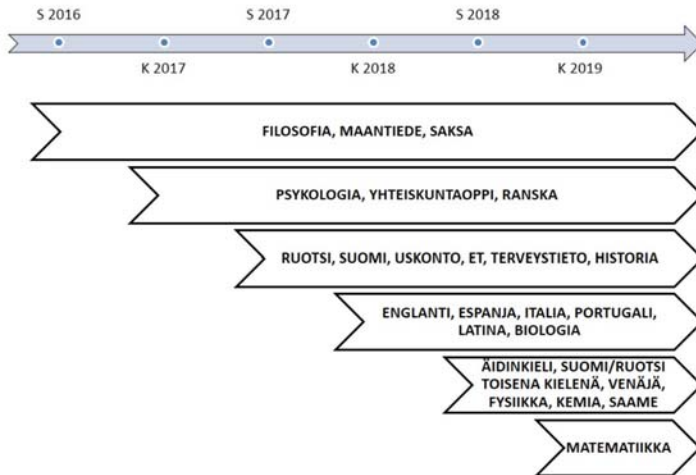 S 2016
S 2017
S 2018
K 2017
K 2018
K 2019
FILOSOFIA, MAANTIEDE, SAKSA
PSYKOLOGIA, YHTEISKUNTAOPPI, RANSKA
RUOTSI, SUOMI, USKONTO, ET, TERVEYSTIETO, HISTORIA
ENGLANTI, ESPANJA, ITALIA, PORTUGALI,
LATINA, BIOLOGIA
ÄIDINKIELI, SUOMI/RUOTSI
TOISENA KIELENÄ, VENÄJÄ,
FYSIIKKA, KEMIA, SAAME
MATEMATIIKKA